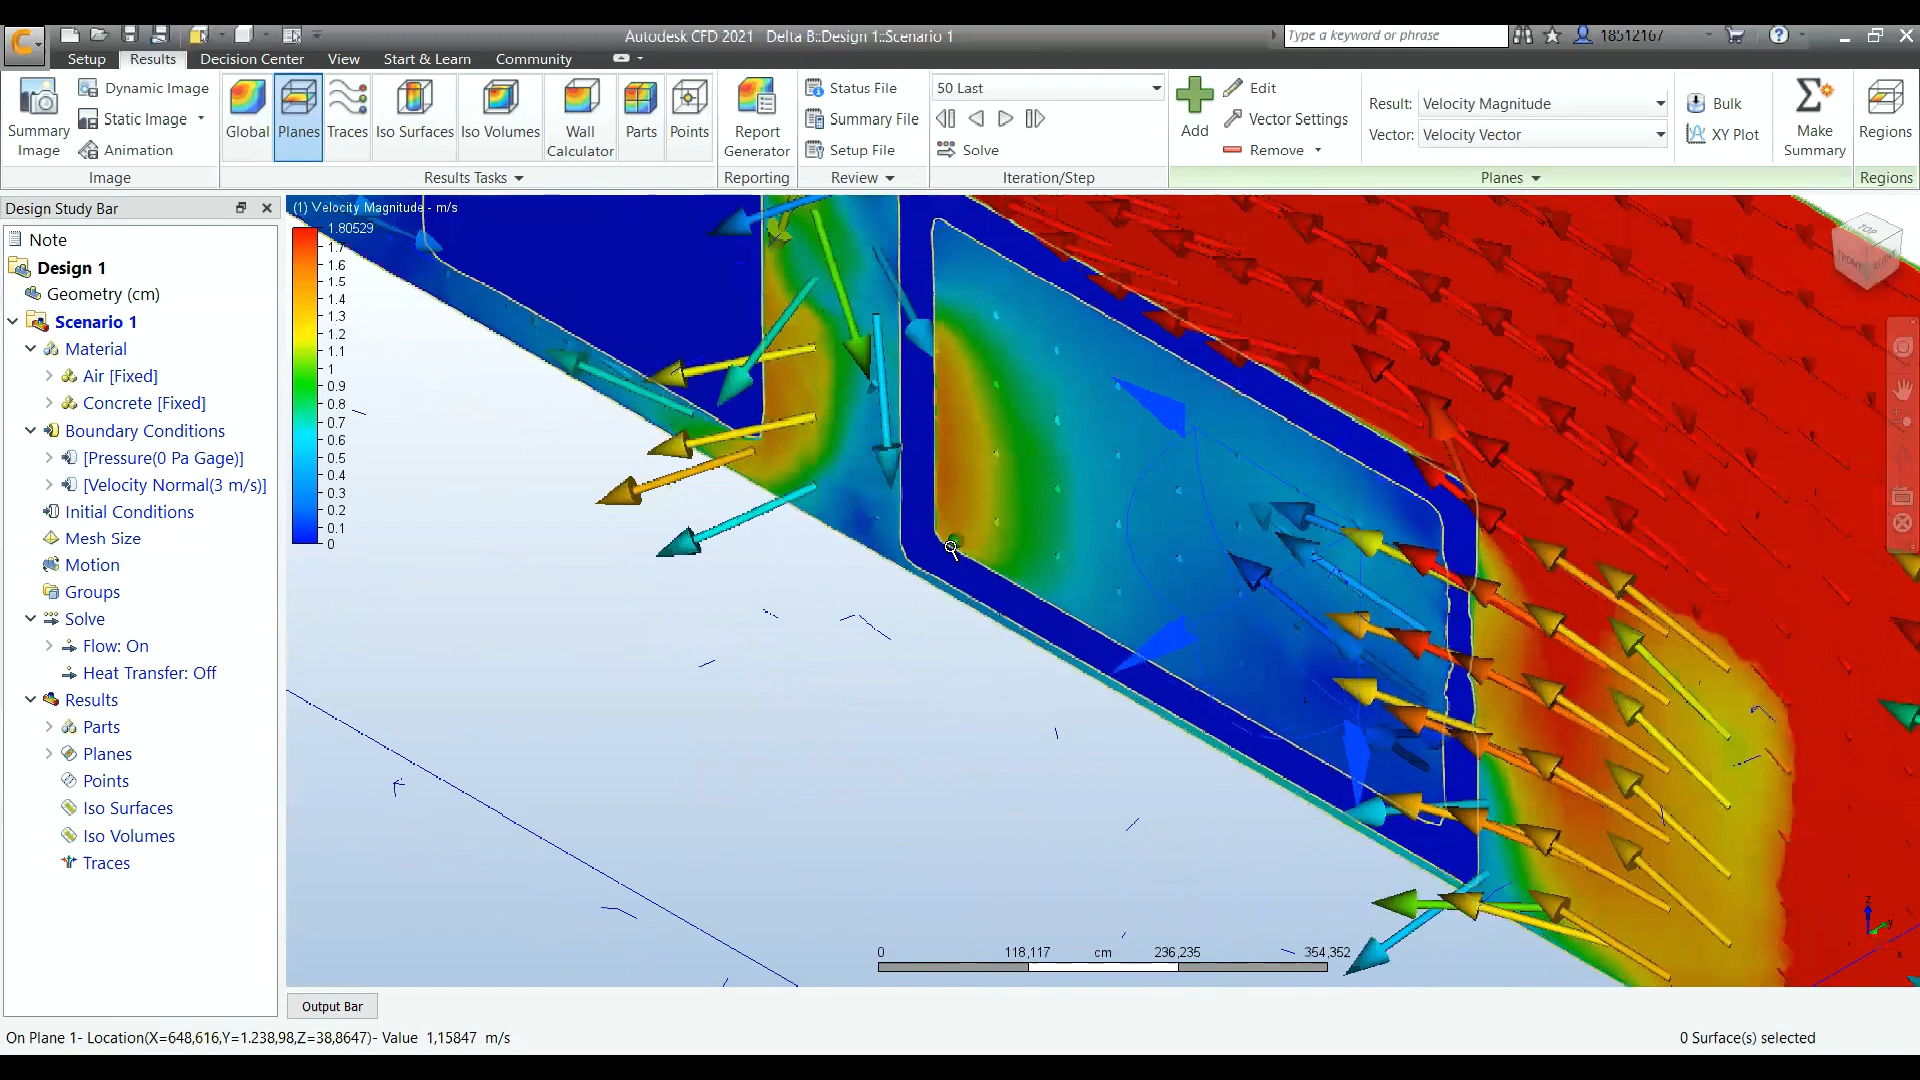 Autodesk CFD 2021 Delta B::Design 1::Scenario 1
Type a keyword or phrase
18512167
Setup Results Decision Center View Start & Learn Community
Summary Image
Dynamic Image
Static Image
Animation
Image
Global
Planes
Traces
Iso Surfaces
Iso Volumes
Wall Calculator
Parts
Points
Results Tasks
Report Generator
Reporting
Status File
Summary File
Setup File
Review
50 Last
Solve
Iteration/Step
Add
Edit
Vector Settings
Remove
Result: Velocity Magnitude
Vector: Velocity Vector
Bulk
XY Plot
Make Summary
Planes
Regions
Regions
Design Study Bar
Note
Design 1
Geometry (cm)
Scenario 1
Material
Air [Fixed]
Concrete [Fixed]
Boundary Conditions
[Pressure(0 Pa Gage)]
[Velocity Normal(3 m/s)]
Initial Conditions
Mesh Size
Motion
Groups
Solve
Flow: On
Heat Transfer: Off
Results
Parts
Planes
Points
Iso Surfaces
Iso Volumes
Traces
(1) Velocity Magnitude - m/s
1.80529
1.6
1.5
1.4
1.3
1.2
1.1
1
0.9
0.8
0.7
0.6
0.5
0.4
0.3
0.2
0.1
0
TOP
FRONT
0 118,117 cm 236,235 354,352
z
y
x
Output Bar
On Plane 1- Location(X=648,616,Y=1.238,98,Z=38,8647)- Value 1,15847 m/s
0 Surface(s) selected